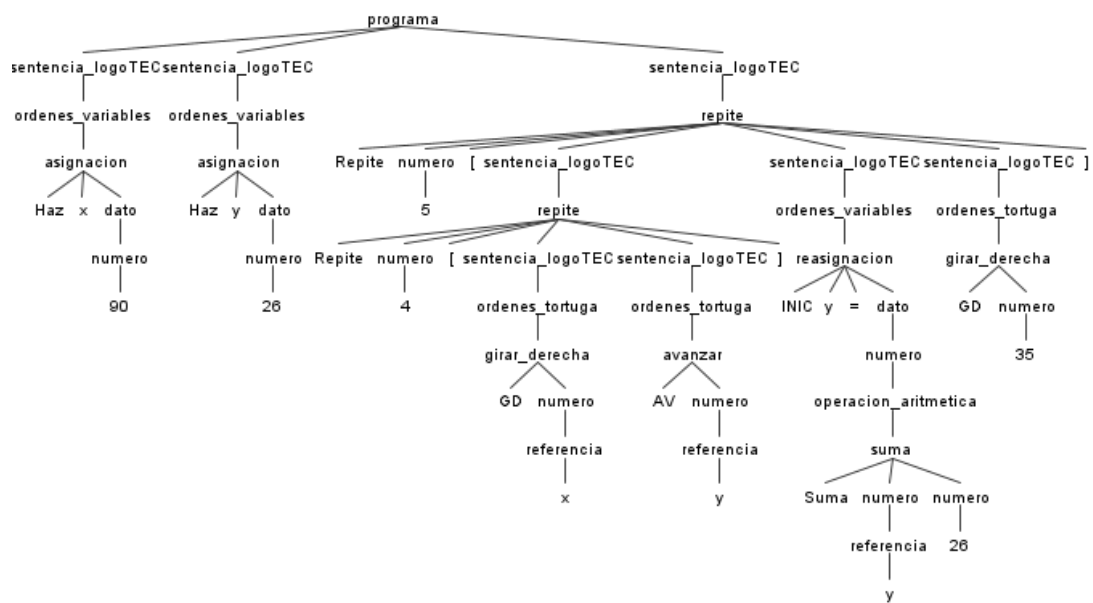 programa
sentencia_logoTEC sentencia_logoTEC sentencia_logoTEC
ordenes_variables ordenes_variables repite
asignacion asignacion Repite numero [ sentencia_logoTEC sentencia_logoTEC sentencia_logoTEC ]
Haz x dato Haz y dato 5 repite ordenes_variables ordenes_tortuga
numero numero Repite numero [ sentencia_logoTEC sentencia_logoTEC ] reasignacion girar_derecha
90 26 4 ordenes_tortuga ordenes_tortuga INIC y = dato GD numero
girar_derecha avanzar numero 35
GD numero AV numero operacion_aritmetica
referencia referencia suma
x y Suma numero numero
referencia 26
y